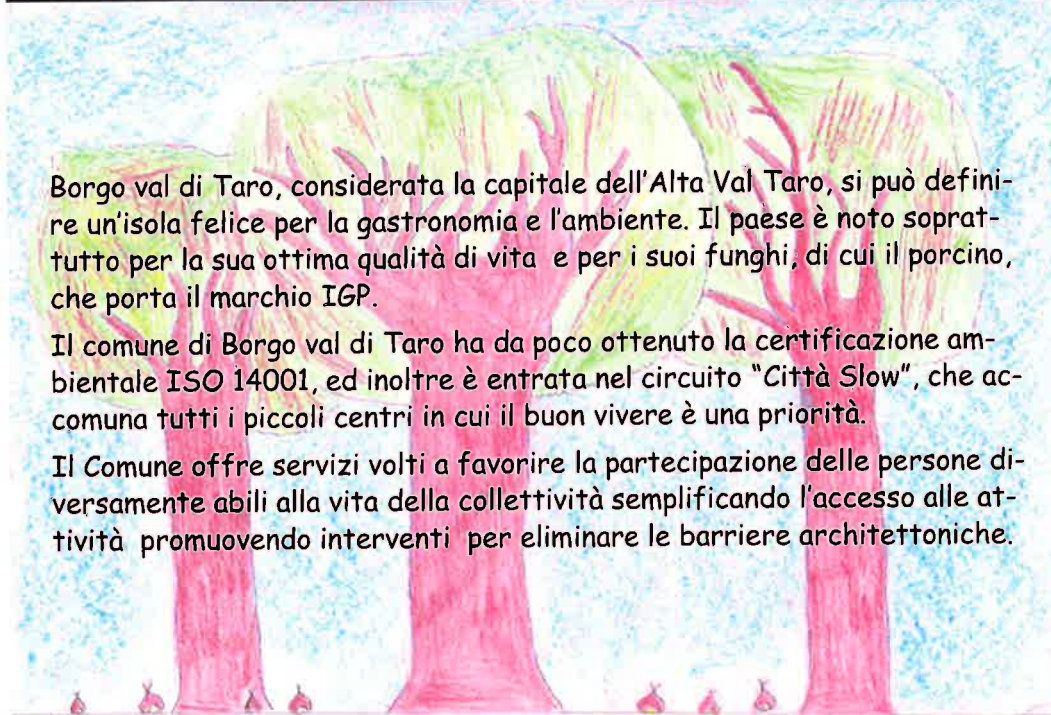 Borgo val di Taro, considerata la capitale dell'Alta Val Taro, si può defini-
re un'isola felice per la gastronomia e l'ambiente. Il paese è noto soprat-
tutto per la sua ottima qualità di vita e per i suoi funghi, di cui il porcino,
che porta il marchio IGP.
Il comune di Borgo val di Taro ha da poco ottenuto la certificazione am-
bientale ISO 14001, ed inoltre è entrata nel circuito "Città Slow", che ac-
comuna tutti i piccoli centri in cui il buon vivere è una priorità.
Il Comune offre servizi volti a favorire la partecipazione delle persone di-
versamente abili alla vita della collettività semplificando l'accesso alle at-
tività promuovendo interventi per eliminare le barriere architettoniche.